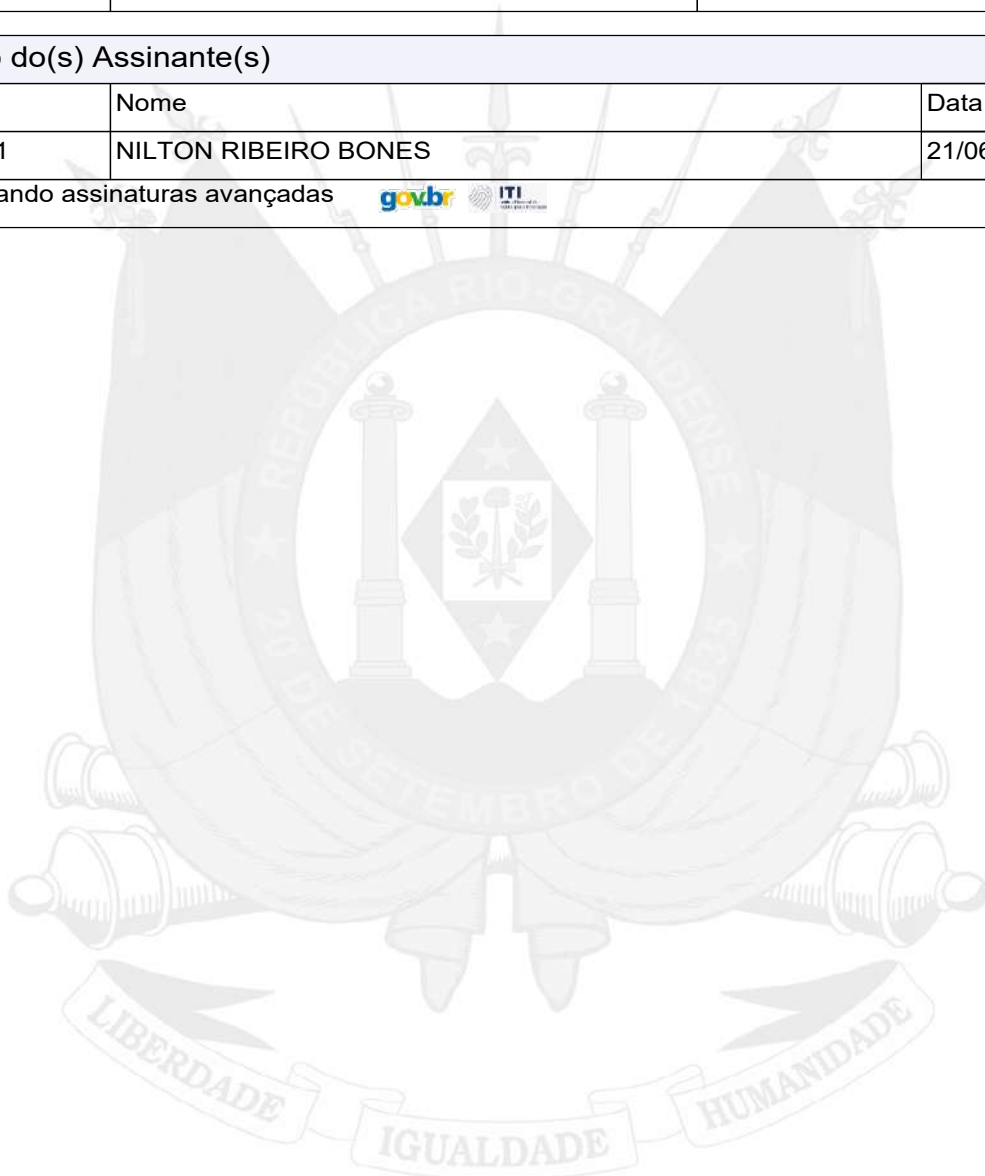 do(s) Assinante(s)
Nome Data
1 NILTON RIBEIRO BONES 21/06
ando assinaturas avançadas gov.br ITI
REPÚBLICA RIO-GRANDENSE
20 DE SETEMBRO DE 1835
LIBERDADE IGUALDADE HUMANIDADE